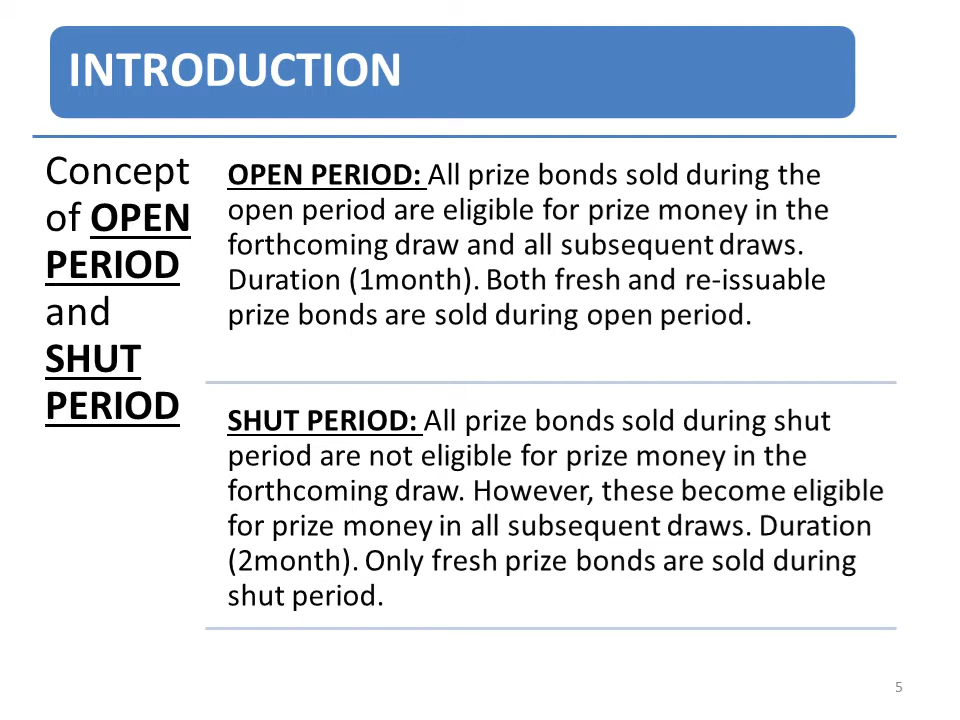 INTRODUCTION
Concept
of OPEN
PERIOD
and
SHUT
PERIOD
OPEN PERIOD: All prize bonds sold during the
open period are eligible for prize money in the
forthcoming draw and all subsequent draws.
Duration (1month). Both fresh and re-issuable
prize bonds are sold during open period.
SHUT PERIOD: All prize bonds sold during shut
period are not eligible for prize money in the
forthcoming draw. However, these become eligible
for prize money in all subsequent draws. Duration
(2month). Only fresh prize bonds are sold during
shut period.
5